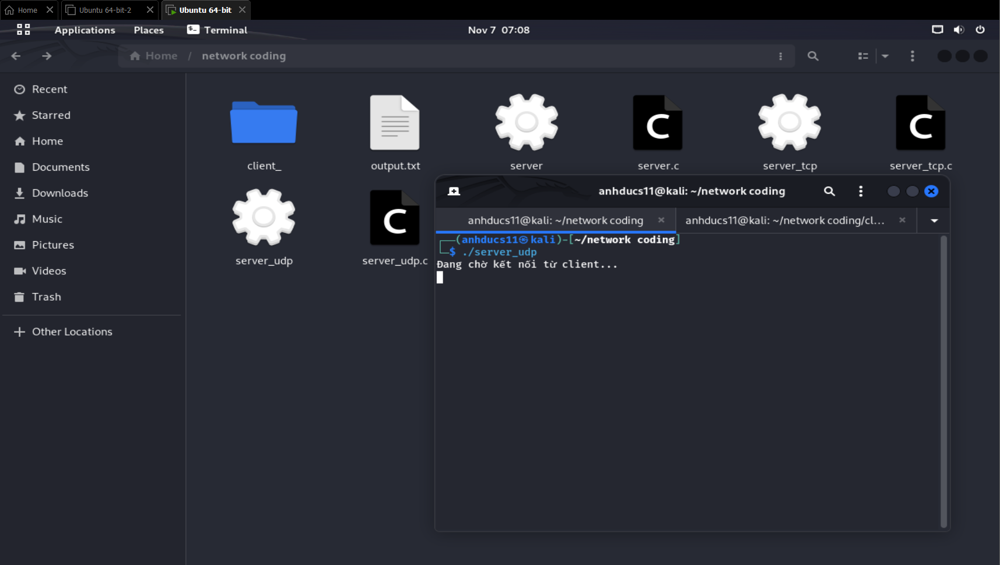 Home
Ubuntu 64-bit-2
Ubuntu 64-bit
Applications
Places
Terminal
Nov 7 07:08
Home / network coding
Recent
Starred
Home
Documents
Downloads
Music
Pictures
Videos
Trash
Other Locations
client_
output.txt
server
server.c
server_tcp
server_tcp.c
server_udp
server_udp.c
anhducs11@kali: ~/network coding
anhducs11@kali: ~/network coding
anhducs11@kali: ~/network coding/cl...
(anhducs11㉿kali)-[~/network coding]
$ ./server_udp
Đang chờ kết nối từ client...